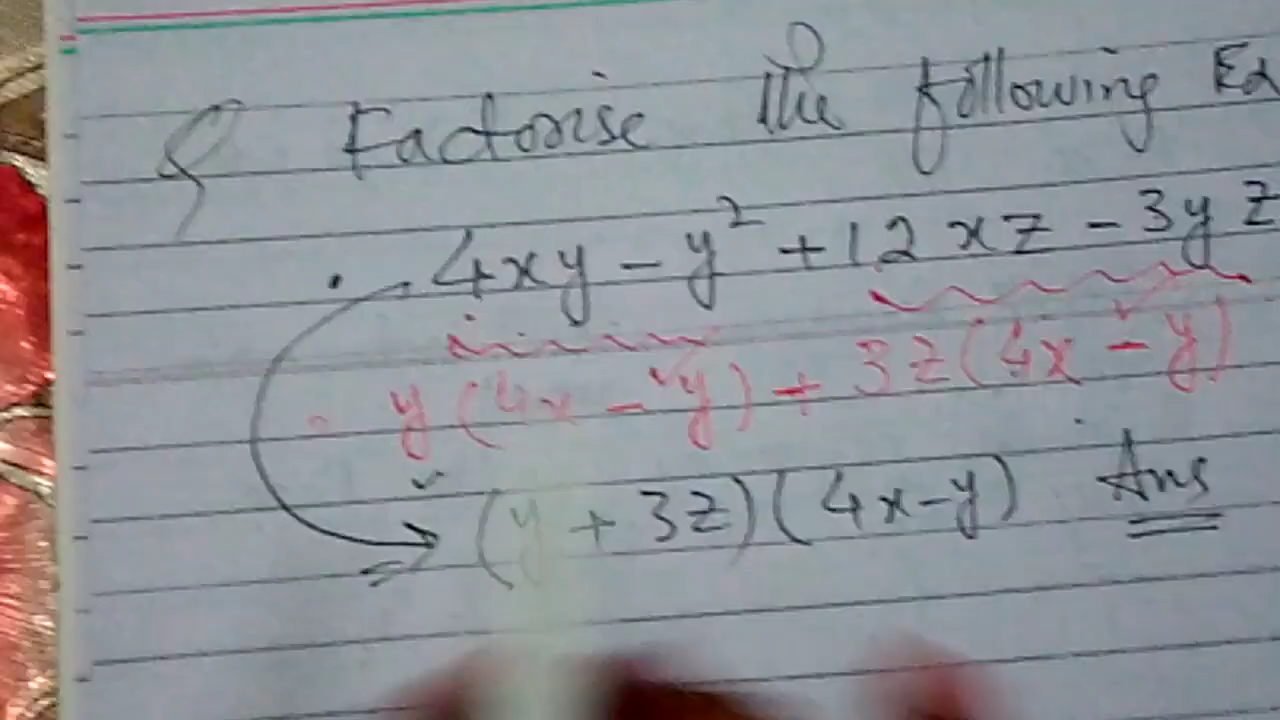 Q Factorise the following
4xy - y² + 12xz - 3yz
y(4x - y) + 3z(4x - y)
⇒ (y + 3z)(4x - y) Ans